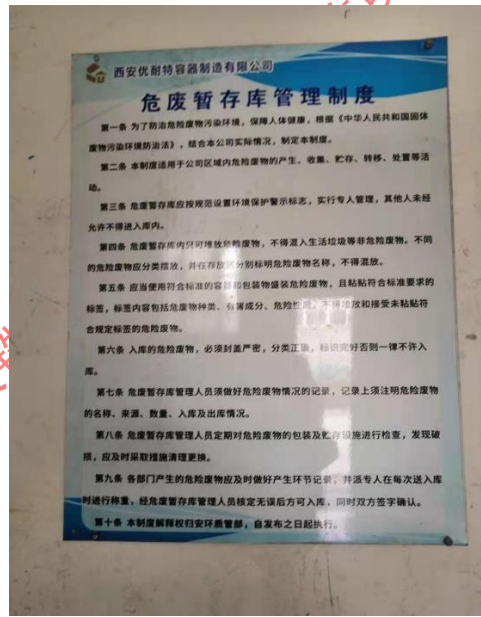 西安优耐特容器制造有限公司
危废暂存库管理制度
第一条 为了防治危险废物污染环境,保障人体健康,根据《中华人民共和国固体
废物污染环境防治法》,结合本公司实际情况,制定本制度。
第二条 本制度适用于公司区域内危险废物的产生、收集、贮存、转移、处置等活
动。
第三条 危废暂存库应按规范设置环境保护警示标志,实行专人管理,其他人未经
允许不得进入库内。
第四条 危废暂存库内只可堆放危险废物,不得混入生活垃圾等非危险废物。不同
的危险废物应分类摆放,并在存放区分别标明危险废物名称,不得混放。
第五条 应当使用符合标准的容器和包装物盛装危险废物,且粘贴符合标准要求的
标签,标签内容包括危废物种类、有害成分、危险性质,不得堆放和接受未粘贴符
合规定标签的危险废物。
第六条 入库的危险废物,必须封盖严密,分类正确,标识完好否则一律不许入
库。
第七条 危废暂存库管理人员须做好危险废物情况的记录,记录上须注明危险废物
的名称、来源、数量、入库及出库情况。
第八条 危废暂存库管理人员定期对危险废物的包装及贮存设施进行检查,发现破
损,应及时采取措施清理更换。
第九条 各部门产生的危险废物应及时做好产生环节记录,并派专人在每次送入库
时进行称重,经危废暂存库管理人员核定无误后方可入库,同时双方签字确认。
第十条 本制度解释权归安环质管部,自发布之日起执行。